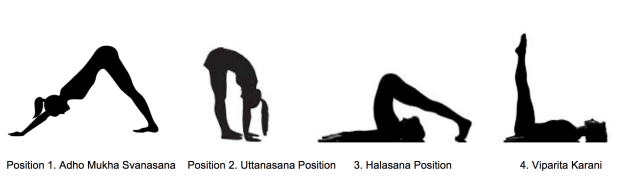 Position 1. Adho Mukha Svanasana Position 2. Uttanasana Position 3. Halasana Position 4. Viparita Karani